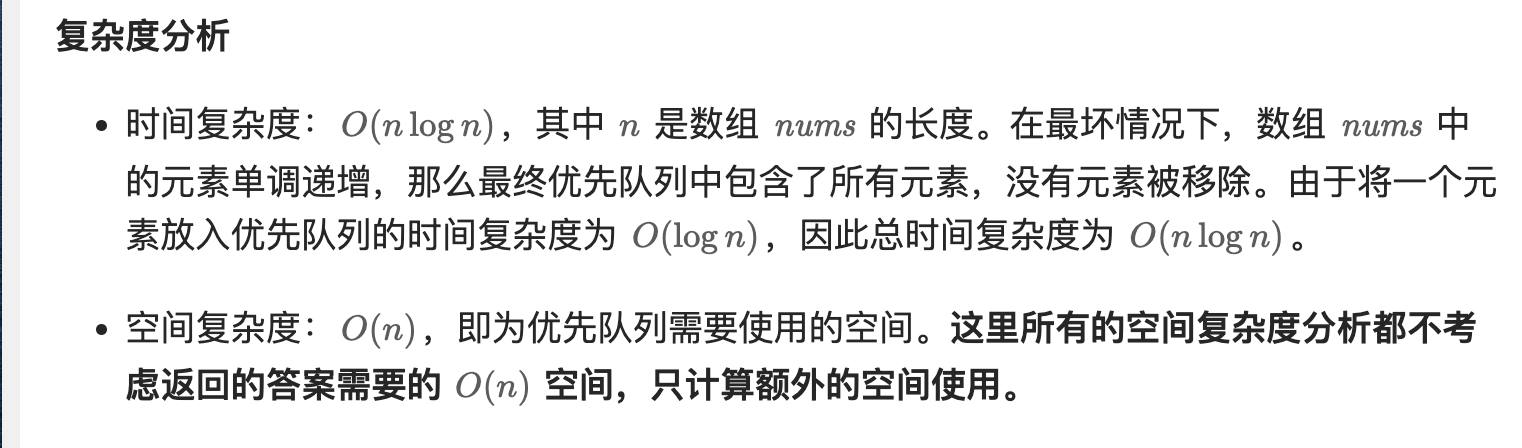 复杂度分析
• 时间复杂度：O(n log n)，其中 n 是数组 nums 的长度。在最坏情况下，数组 nums 中
的元素单调递增，那么最终优先队列中包含了所有元素，没有元素被移除。由于将一个元
素放入优先队列的时间复杂度为 O(log n)，因此总时间复杂度为 O(n log n)。
• 空间复杂度：O(n)，即为优先队列需要使用的空间。这里所有的空间复杂度分析都不考
虑返回的答案需要的 O(n) 空间，只计算额外的空间使用。